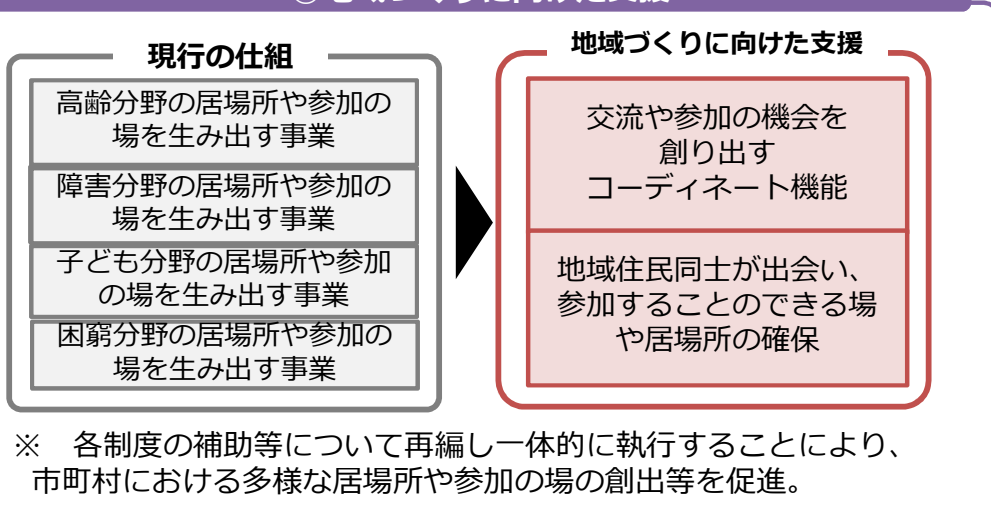 現行の仕組
高齢分野の居場所や参加の
場を生み出す事業
障害分野の居場所や参加の
場を生み出す事業
子ども分野の居場所や参加
の場を生み出す事業
困窮分野の居場所や参加の
場を生み出す事業
地域づくりに向けた支援
交流や参加の機会を
創り出す
コーディネート機能
地域住民同士が出会い、
参加することのできる場
や居場所の確保
※　各制度の補助等について再編し一体的に執行することにより、
市町村における多様な居場所や参加の場の創出等を促進。